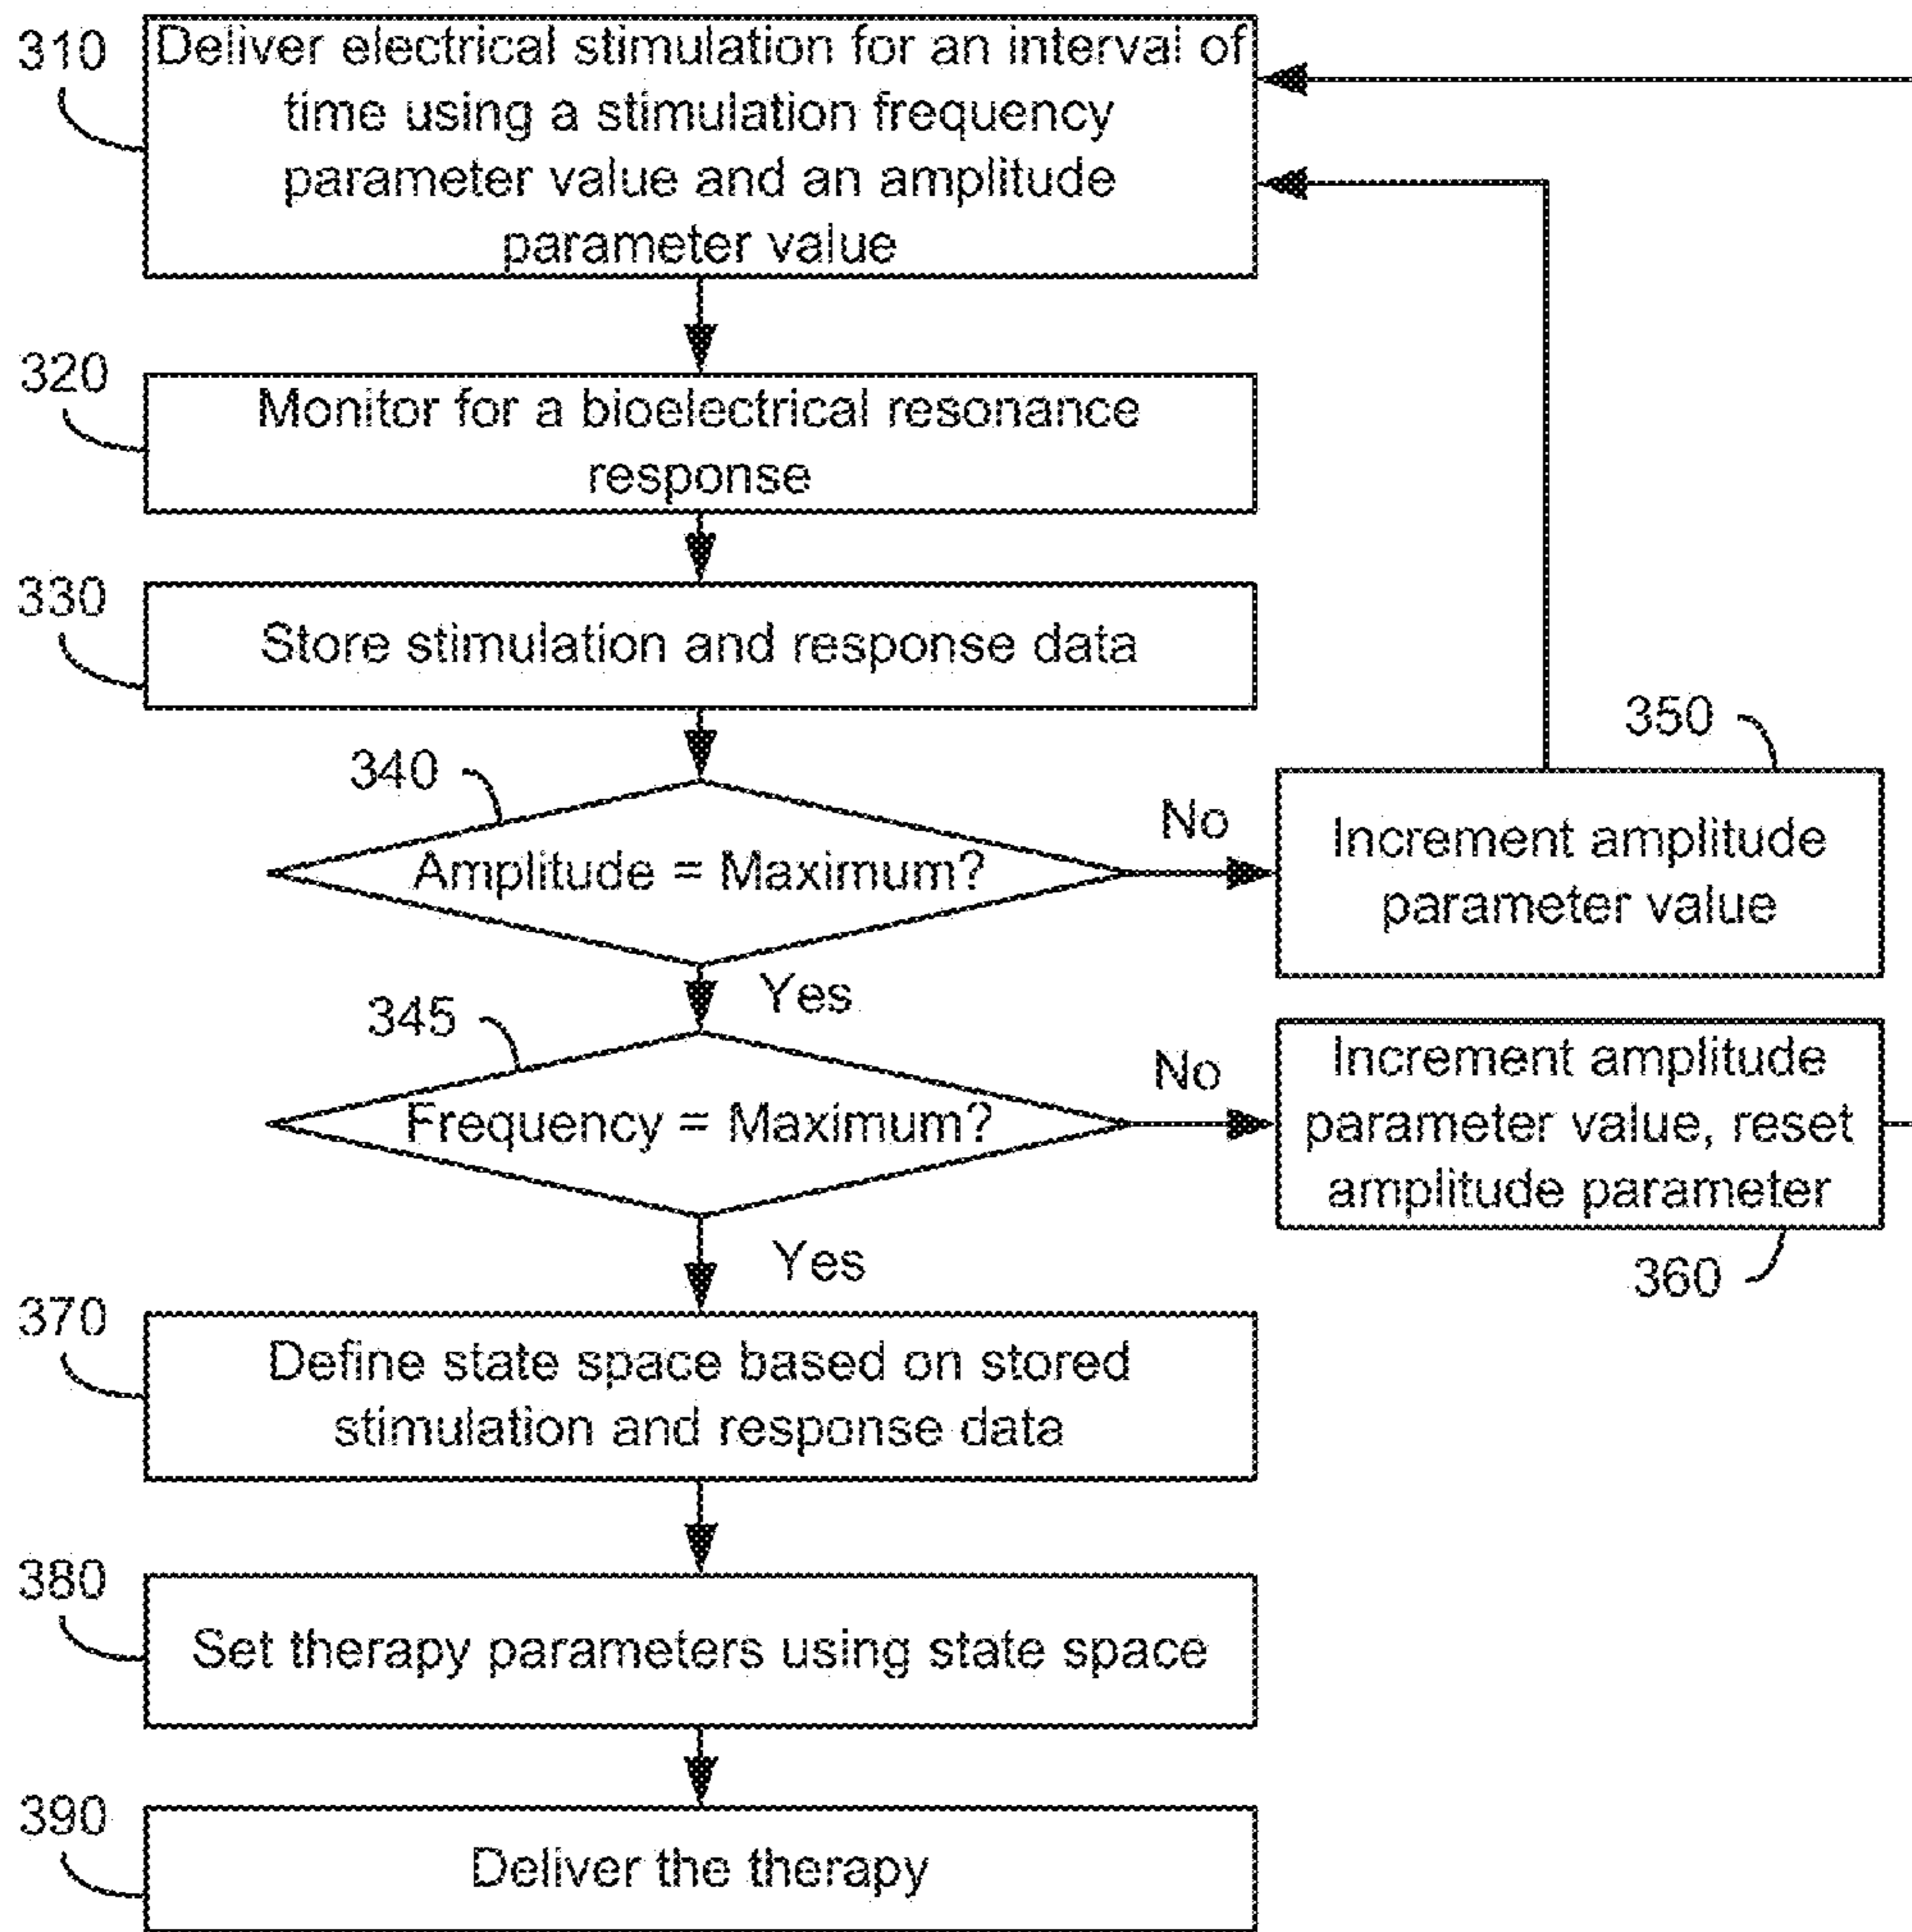 310
Deliver electrical stimulation for an interval of
time using a stimulation frequency
parameter value and an amplitude
parameter value
320
Monitor for a bioelectrical resonance
response
330
Store stimulation and response data
340
Amplitude = Maximum?
No
350
Increment amplitude
parameter value
Yes
345
Frequency = Maximum?
No
Increment amplitude
parameter value, reset
amplitude parameter
360
Yes
370
Define state space based on stored
stimulation and response data
380
Set therapy parameters using state space
390
Deliver the therapy